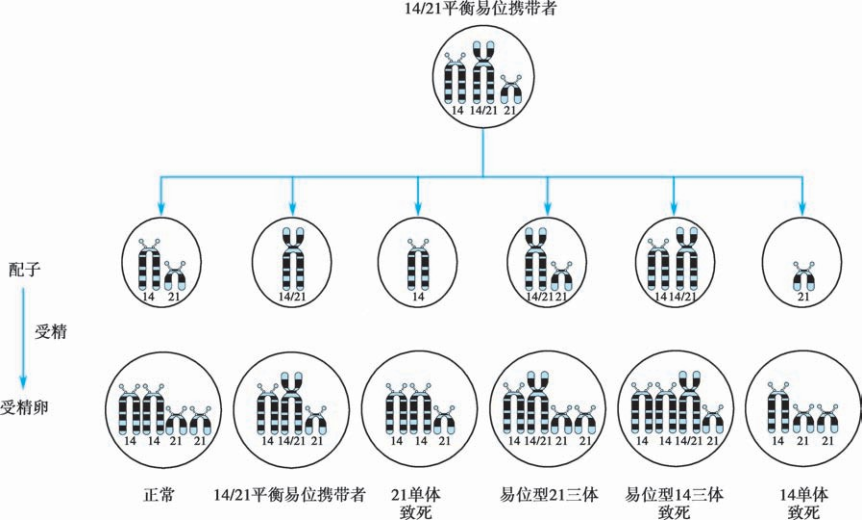 14/21平衡易位携带者
14 14/21 21
配子
14 21
14/21
14
14/21 21
14 14/21
21
受精
受精卵
14 14 21 21
14 14/21 21
14 14 21
14 14/21 21 21
14 14 14/21 21
14 21 21
正常
14/21平衡易位携带者
21单体
致死
易位型21三体
易位型14三体
致死
14单体
致死